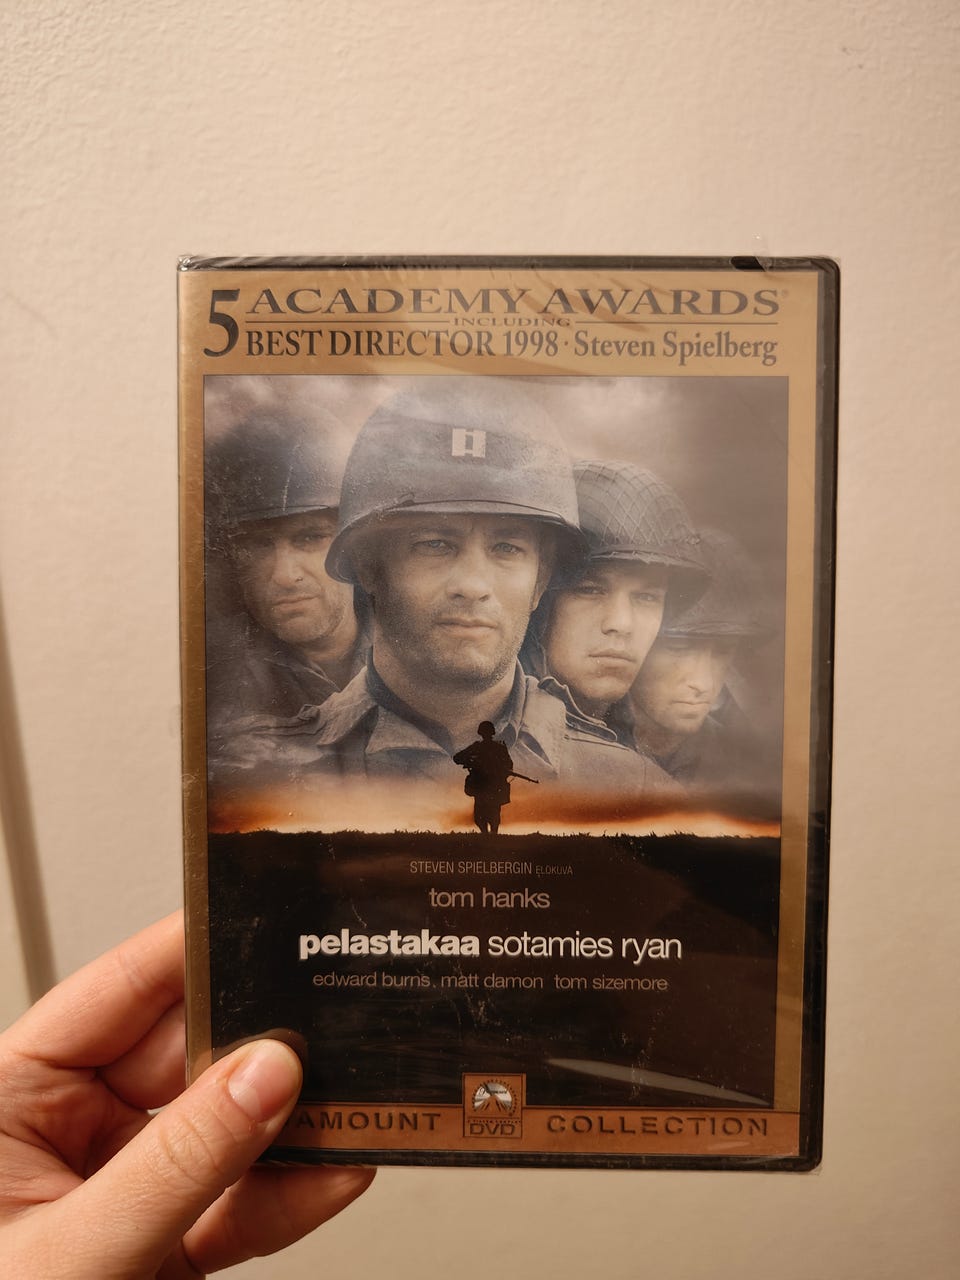 5 ACADEMY AWARDS®
INCLUDING
BEST DIRECTOR 1998 · Steven Spielberg
STEVEN SPIELBERGIN ELOKUVA
tom hanks
pelastakaa sotamies ryan
edward burns, matt damon tom sizemore
AMOUNT DVD COLLECTION